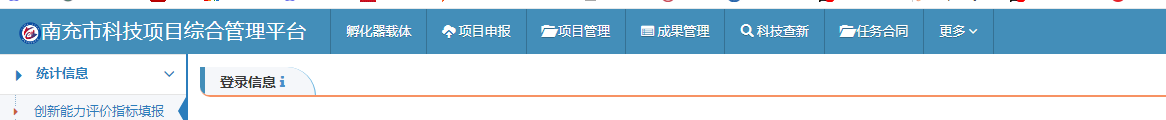 南充市科技项目综合管理平台 孵化器载体 项目申报 项目管理 成果管理 科技查新 任务合同 更多
统计信息
登录信息
创新能力评价指标填报